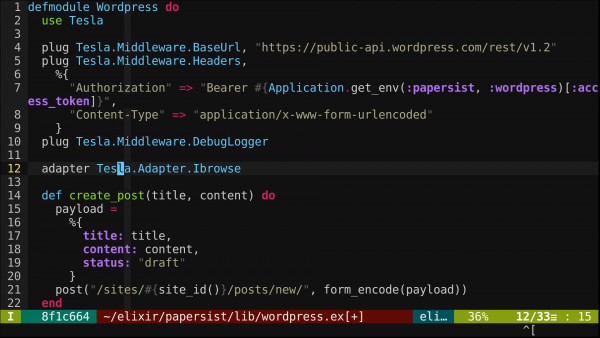 1 defmodule Wordpress do
2   use Tesla
3
4   plug Tesla.Middleware.BaseUrl, "https://public-api.wordpress.com/rest/v1.2"
5   plug Tesla.Middleware.Headers,
6     %{
7       "Authorization" => "Bearer #{Application.get_env(:papersist, :wordpress)[:acc
ess_token]}",
8       "Content-Type" => "application/x-www-form-urlencoded"
9     }
10   plug Tesla.Middleware.DebugLogger
11
12   adapter Tesla.Adapter.Ibrowse
13
14   def create_post(title, content) do
15     payload =
16       %{
17         title: title,
18         content: content,
19         status: "draft"
20       }
21     post("/sites/#{site_id()}/posts/new/", form_encode(payload))
22   end
I 8f1c664 ~/elixir/papersist/lib/wordpress.ex[+] eli… 36% 12/33≡ : 15
^[